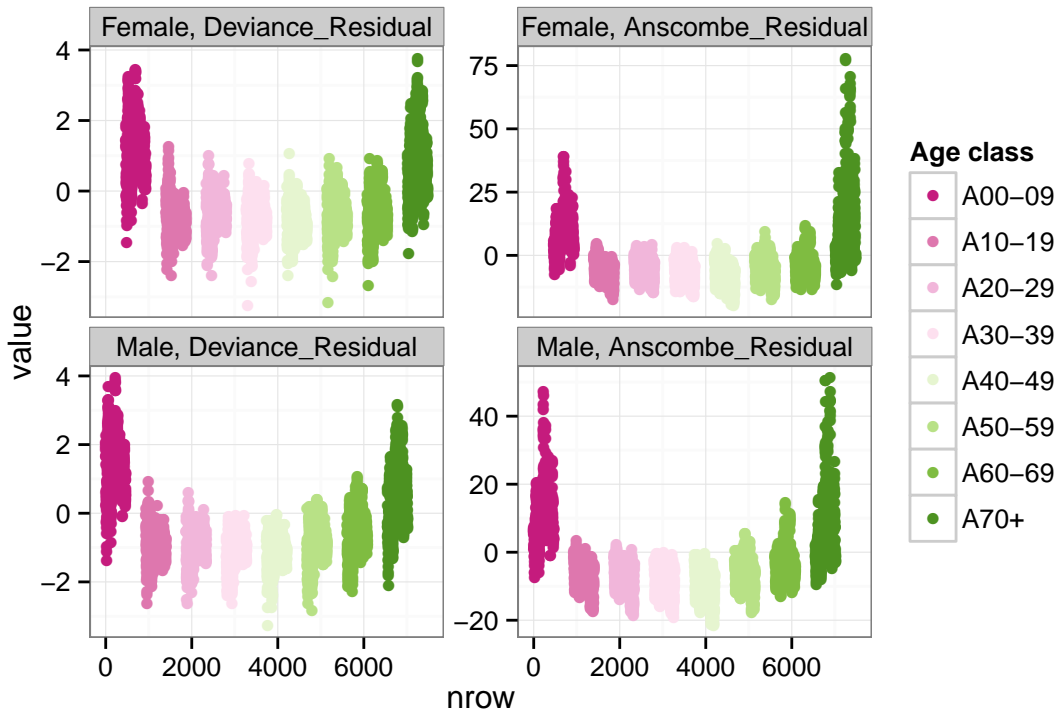 Female, Deviance_Residual
Female, Anscombe_Residual
4
2
0
−2
75
50
25
0
Male, Deviance_Residual
Male, Anscombe_Residual
4
2
0
−2
40
20
0
−20
0 2000 4000 6000
0 2000 4000 6000
value
nrow
Age class
A00−09
A10−19
A20−29
A30−39
A40−49
A50−59
A60−69
A70+